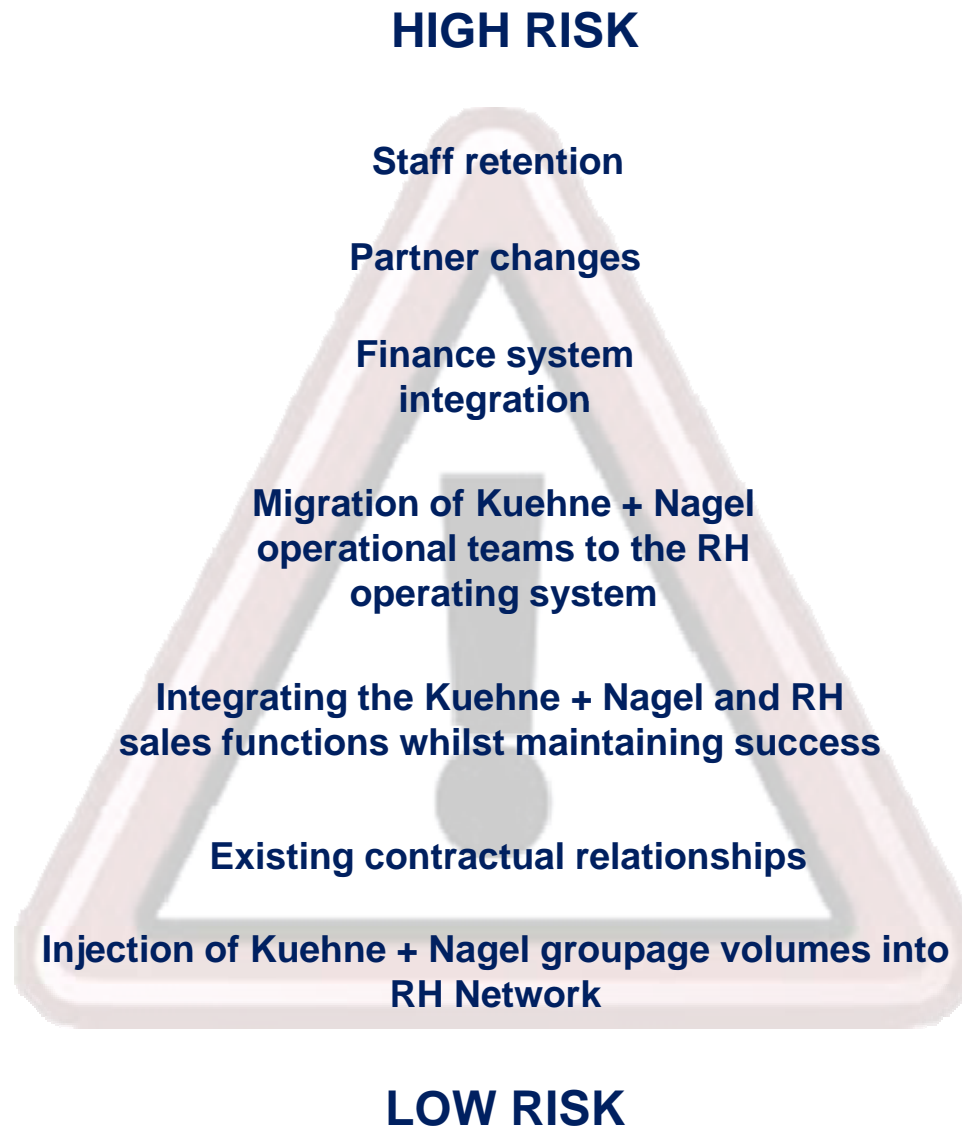 HIGH RISK
Staff retention
Partner changes
Finance system
integration
Migration of Kuehne + Nagel
operational teams to the RH
operating system
Integrating the Kuehne + Nagel and RH
sales functions whilst maintaining success
Existing contractual relationships
Injection of Kuehne + Nagel groupage volumes into
RH Network
LOW RISK